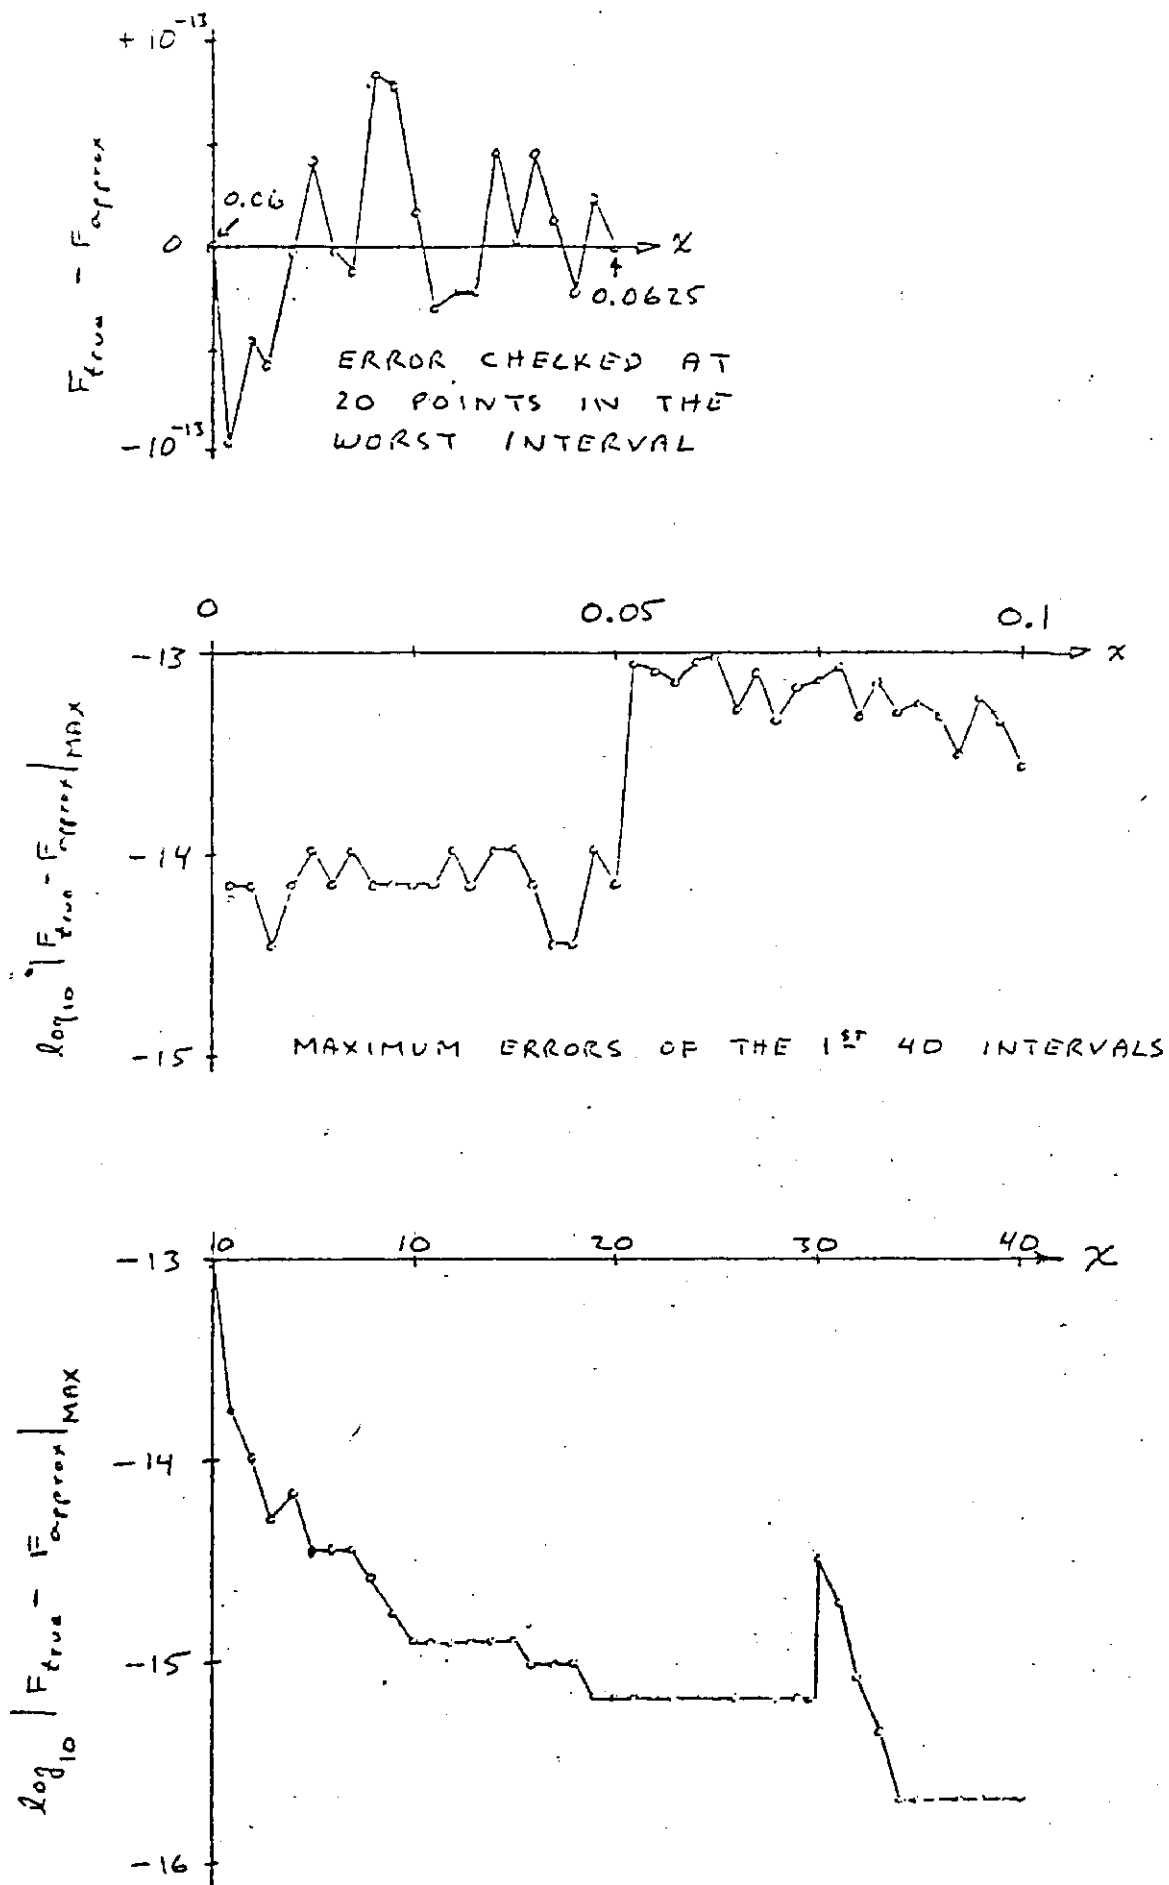 +10⁻¹³
F_true - F_approx
0.06
0
x
0.0625
ERROR CHECKED AT
20 POINTS IN THE
WORST INTERVAL
-10⁻¹³
0 0.05 0.1
-13
x
log₁₀ |F_true - F_approx|_MAX
-14
-15
MAXIMUM ERRORS OF THE 1ST 40 INTERVALS
-13
0 10 20 30 40
x
log₁₀ |F_true - F_approx|_MAX
-14
-15
-16